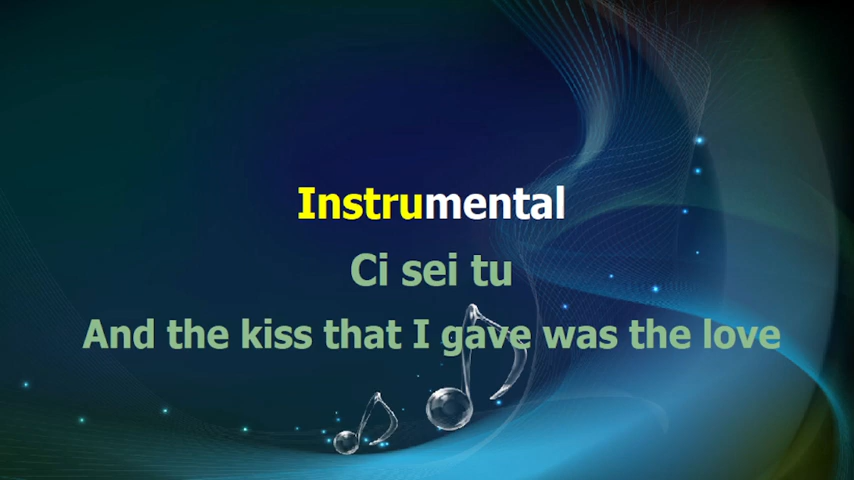 Instrumental
Ci sei tu
And the kiss that I gave was the love